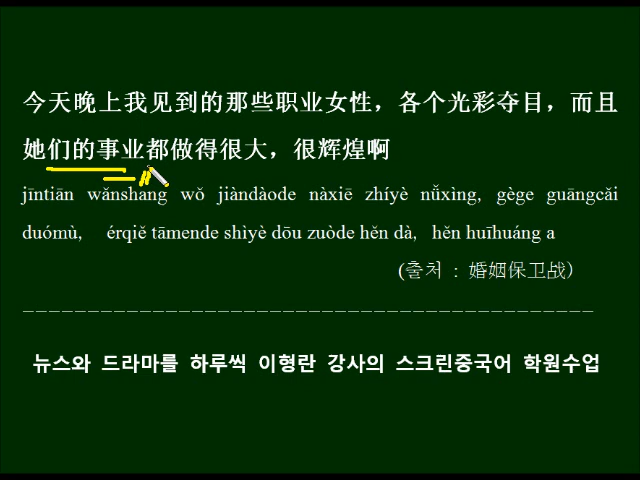 今天晚上我见到的那些职业女性，各个光彩夺目，而且
她们的事业都做得很大，很辉煌啊
jīntiān wǎnshang wǒ jiàndàode nàxiē zhíyè nǚxìng, gège guāngcǎi
duómù, érqiě tāmende shìyè dōu zuòde hěn dà, hěn huīhuáng a
(출처 : 婚姻保卫战)
뉴스와 드라마를 하루씩 이형란 강사의 스크린중국어 학원수업